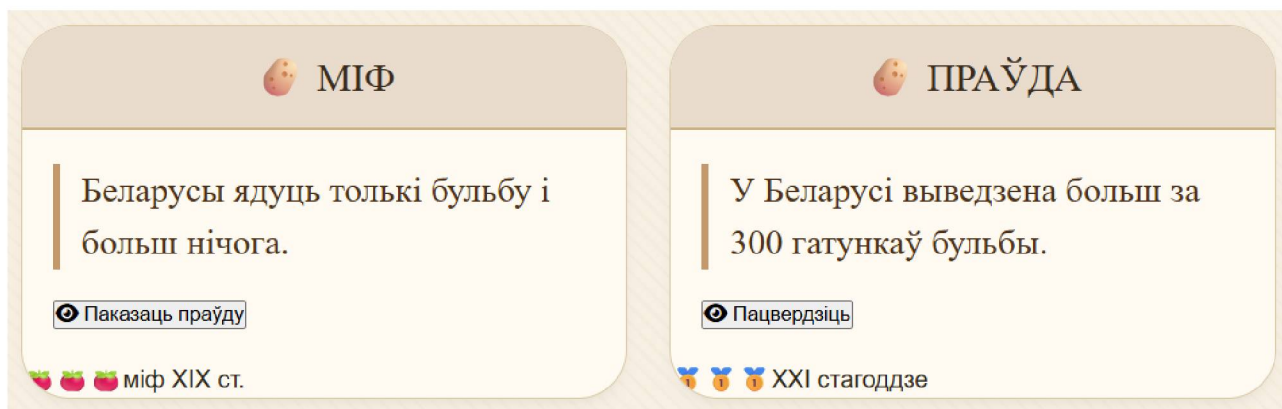 МІФ
Беларусы ядуць толькі бульбу і
больш нічога.
Паказаць праўду
міф XIX ст.
ПРАЎДА
У Беларусі выведзена больш за
300 гатункаў бульбы.
Пацвердзіць
XXI стагоддзе